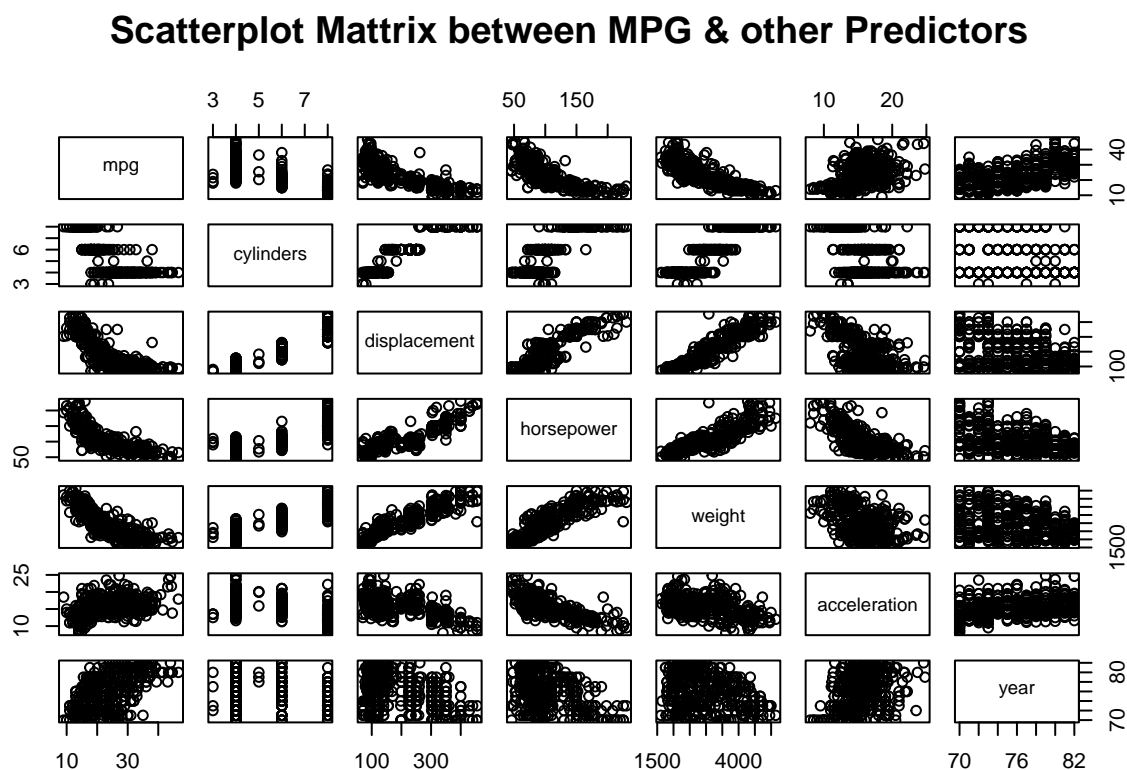 Scatterplot Mattrix between MPG & other Predictors
3 5 7 50 150 10 20
mpg 10 40
3 6 cylinders
displacement 100
50 horsepower
weight 1500
10 25 acceleration
year 70 80
10 30 100 300 1500 4000 70 76 82